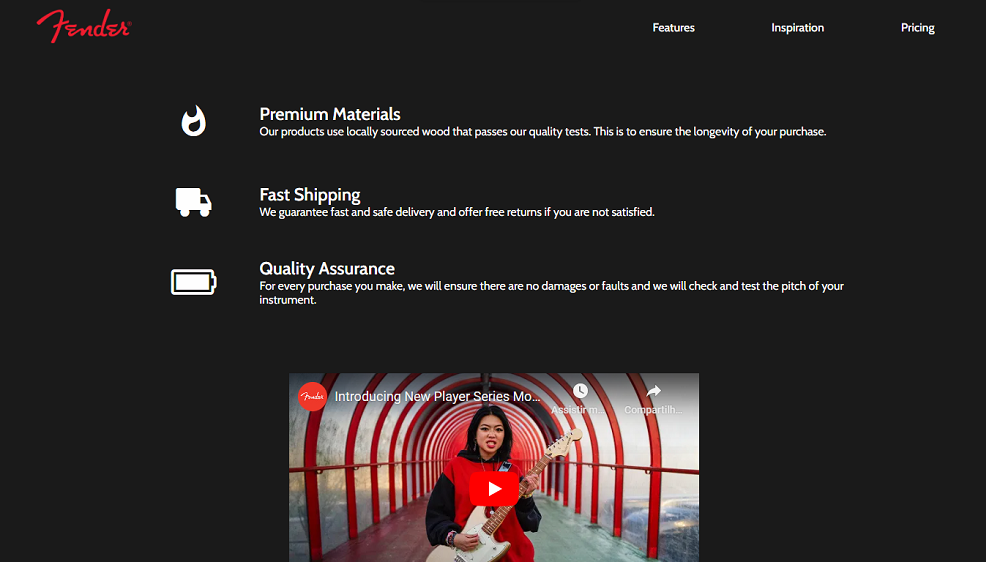 Fender
Features
Inspiration
Pricing
Premium Materials
Our products use locally sourced wood that passes our quality tests. This is to ensure the longevity of your purchase.
Fast Shipping
We guarantee fast and safe delivery and offer free returns if you are not satisfied.
Quality Assurance
For every purchase you make, we will ensure there are no damages or faults and we will check and test the pitch of your
instrument.
Fender
Introducing New Player Series Mo...
Assistir m...
Compartilh...